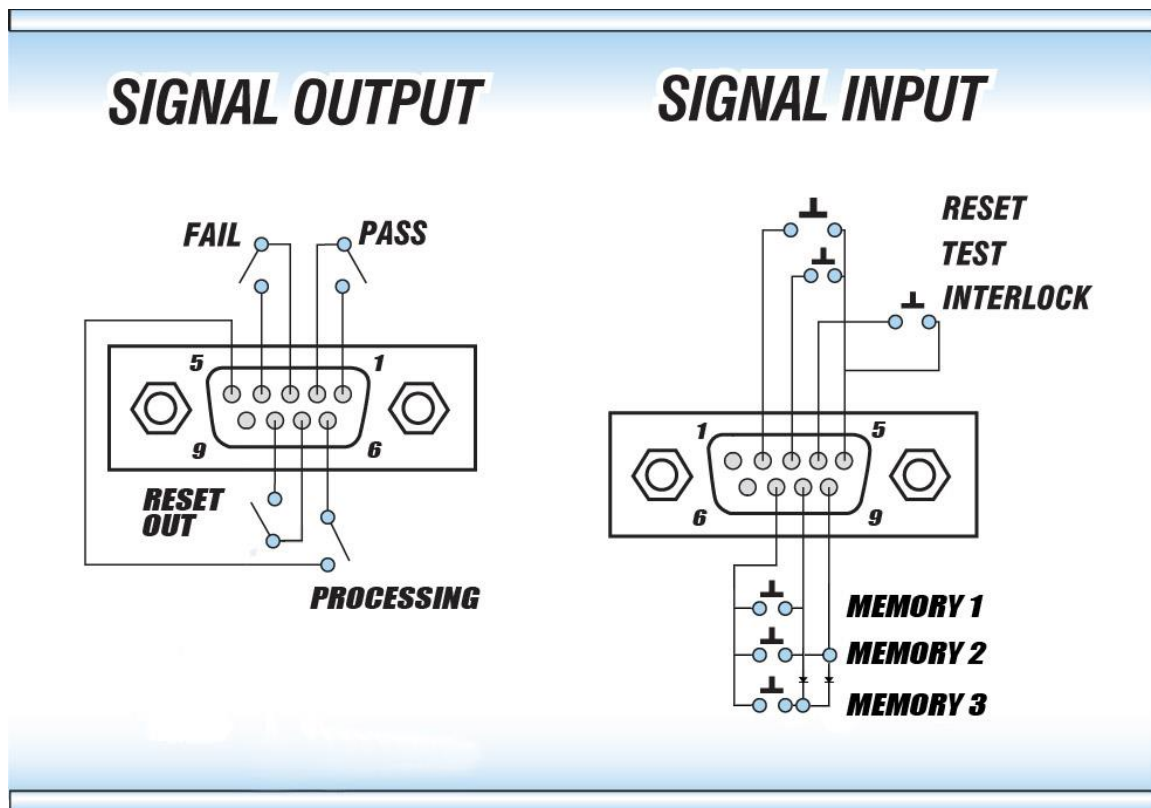 SIGNAL OUTPUT
FAIL
PASS
5
1
9
6
RESET
OUT
PROCESSING
SIGNAL INPUT
RESET
TEST
INTERLOCK
1
5
6
9
MEMORY 1
MEMORY 2
MEMORY 3